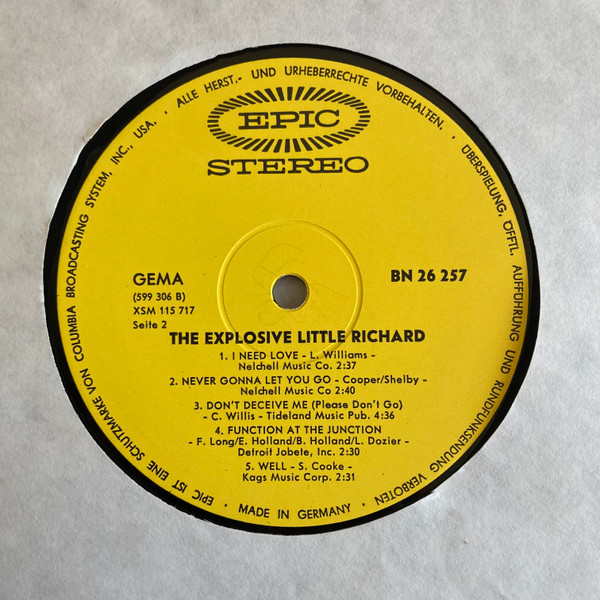 EPIC
STEREO
GEMA
(599 306 B)
XSM 115 717
Seite 2
BN 26 257
THE EXPLOSIVE LITTLE RICHARD
1. I NEED LOVE - L. Williams -
Nelchell Music Co. 2:37
2. NEVER GONNA LET YOU GO - Cooper/Shelby -
Nelchell Music Co 2:40
3. DON'T DECEIVE ME (Please Don't Go)
- C. Willis - Tideland Music Pub. 4:36
4. FUNCTION AT THE JUNCTION
- F. Long/E. Holland/B. Holland/L. Dozier -
Detroit Jobete, Inc. 2:30
5. WELL - S. Cooke -
Kags Music Corp. 2:31
EPIC IST EINE SCHUTZMARKE VON COLUMBIA BROADCASTING SYSTEM, INC., USA. · ALLE HERST.- UND URHEBERRECHTE VORBEHALTEN. · ÜBERSPIELUNG, ÖFFTL. AUFFÜHRUNG UND RUNDFUNKSENDUNG VERBOTEN · MADE IN GERMANY ·